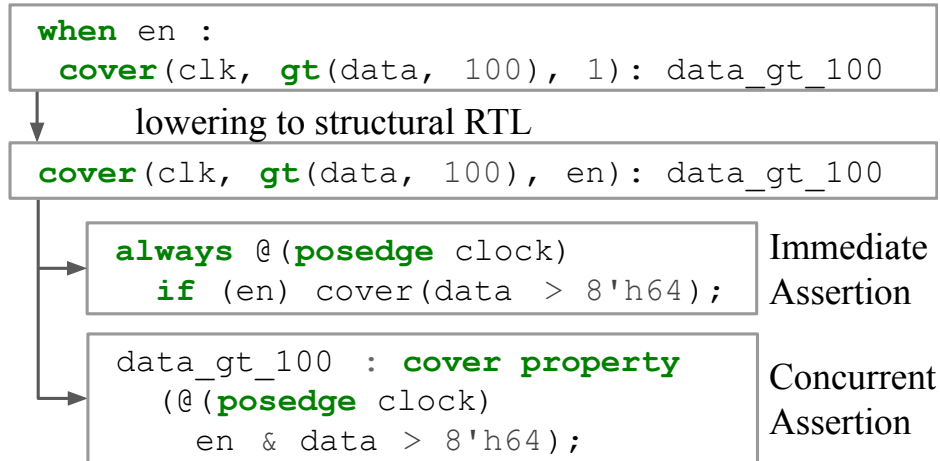 when en :
cover(clk, gt(data, 100), 1): data_gt_100
lowering to structural RTL
cover(clk, gt(data, 100), en): data_gt_100
always @(posedge clock)
if (en) cover(data > 8'h64);
Immediate
Assertion
data_gt_100 : cover property
(@(posedge clock)
en & data > 8'h64);
Concurrent
Assertion